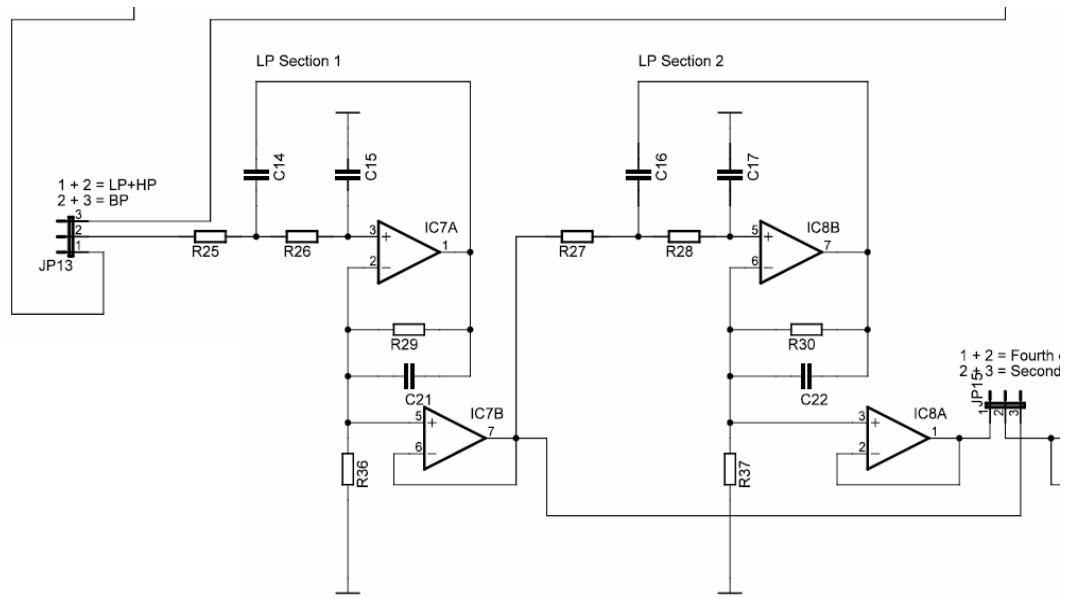 LP Section 1
LP Section 2
C14
C15
C16
C17
1 + 2 = LP+HP
2 + 3 = BP
3
2
1
JP13
R25
R26
3
2
1
IC7A
R27
R28
5
6
7
IC8B
R29
C21
R30
C22
1 + 2 = Fourth
2 + 3 = Second
JP15
1
2
3
5
6
7
IC7B
3
2
1
IC8A
R36
R37
+
−
+
−
+
−
+
−